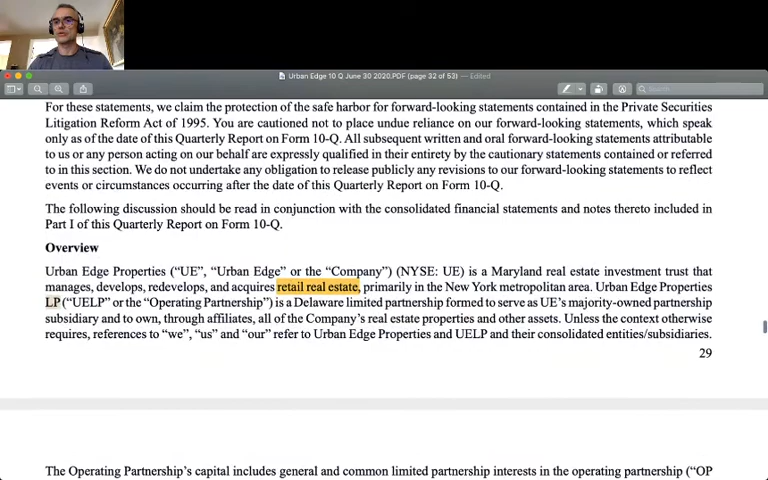 Urban Edge 10 Q June 30 2020.PDF (page 32 of 53) — Edited
Search
For these statements, we claim the protection of the safe harbor for forward-looking statements contained in the Private Securities
Litigation Reform Act of 1995. You are cautioned not to place undue reliance on our forward-looking statements, which speak
only as of the date of this Quarterly Report on Form 10-Q. All subsequent written and oral forward-looking statements attributable
to us or any person acting on our behalf are expressly qualified in their entirety by the cautionary statements contained or referred
to in this section. We do not undertake any obligation to release publicly any revisions to our forward-looking statements to reflect
events or circumstances occurring after the date of this Quarterly Report on Form 10-Q.
The following discussion should be read in conjunction with the consolidated financial statements and notes thereto included in
Part I of this Quarterly Report on Form 10-Q.
Overview
Urban Edge Properties (“UE”, “Urban Edge” or the “Company”) (NYSE: UE) is a Maryland real estate investment trust that
manages, develops, redevelops, and acquires retail real estate, primarily in the New York metropolitan area. Urban Edge Properties
LP (“UELP” or the “Operating Partnership”) is a Delaware limited partnership formed to serve as UE’s majority-owned partnership
subsidiary and to own, through affiliates, all of the Company’s real estate properties and other assets. Unless the context otherwise
requires, references to “we”, “us” and “our” refer to Urban Edge Properties and UELP and their consolidated entities/subsidiaries.
29
The Operating Partnership’s capital includes general and common limited partnership interests in the operating partnership (“OP